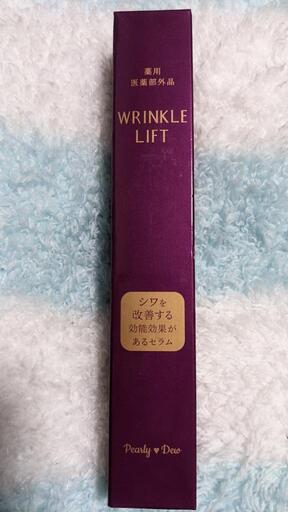 薬用
医薬部外品
WRINKLE
LIFT
シワを
改善する
効能効果が
あるセラム
Pearly ♥ Dew